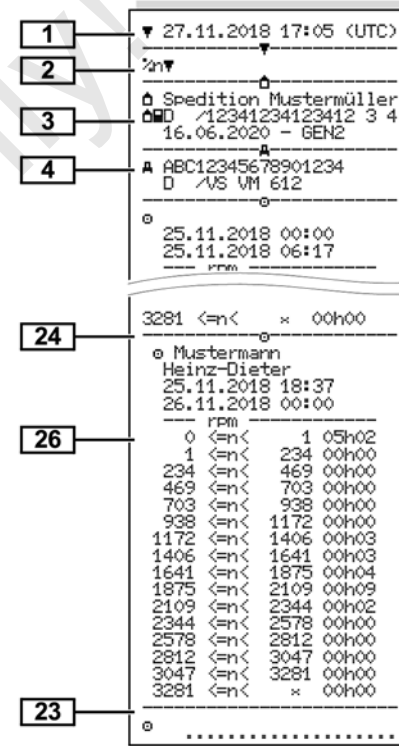 1 ▼ 27.11.2018 17:05 (UTC)
2 %n▼
Spedition Mustermüller
3 D /12341234123412 3 4
16.06.2020 - GEN2
4 A ABC12345678901234
D /VS VM 612
25.11.2018 00:00
25.11.2018 06:17
--- rpm ---
3281 <=n< × 00h00
24
Mustermann
Heinz-Dieter
25.11.2018 18:37
26.11.2018 00:00
--- rpm ---
26 0 <=n< 1 05h02
1 <=n< 234 00h00
234 <=n< 469 00h00
469 <=n< 703 00h00
703 <=n< 938 00h00
938 <=n< 1172 00h00
1172 <=n< 1406 00h03
1406 <=n< 1641 00h03
1641 <=n< 1875 00h04
1875 <=n< 2109 00h09
2109 <=n< 2344 00h02
2344 <=n< 2578 00h00
2578 <=n< 2812 00h00
2812 <=n< 3047 00h00
3047 <=n< 3281 00h00
3281 <=n< × 00h00
23
....................